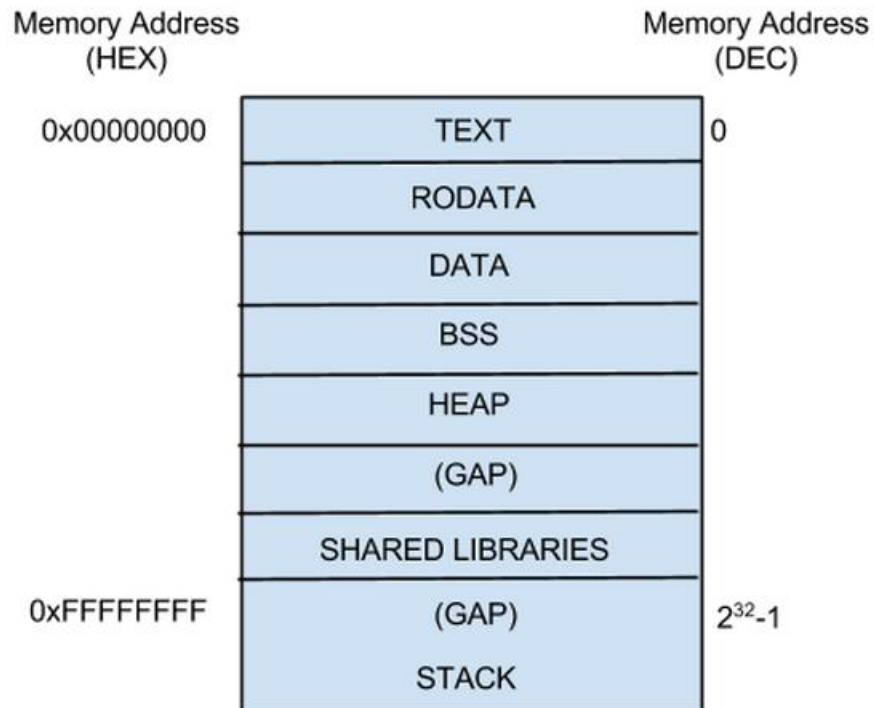 Memory Address
(HEX)
Memory Address
(DEC)
0x00000000
TEXT
0
RODATA
DATA
BSS
HEAP
(GAP)
SHARED LIBRARIES
0xFFFFFFFF
(GAP)
2³²-1
STACK